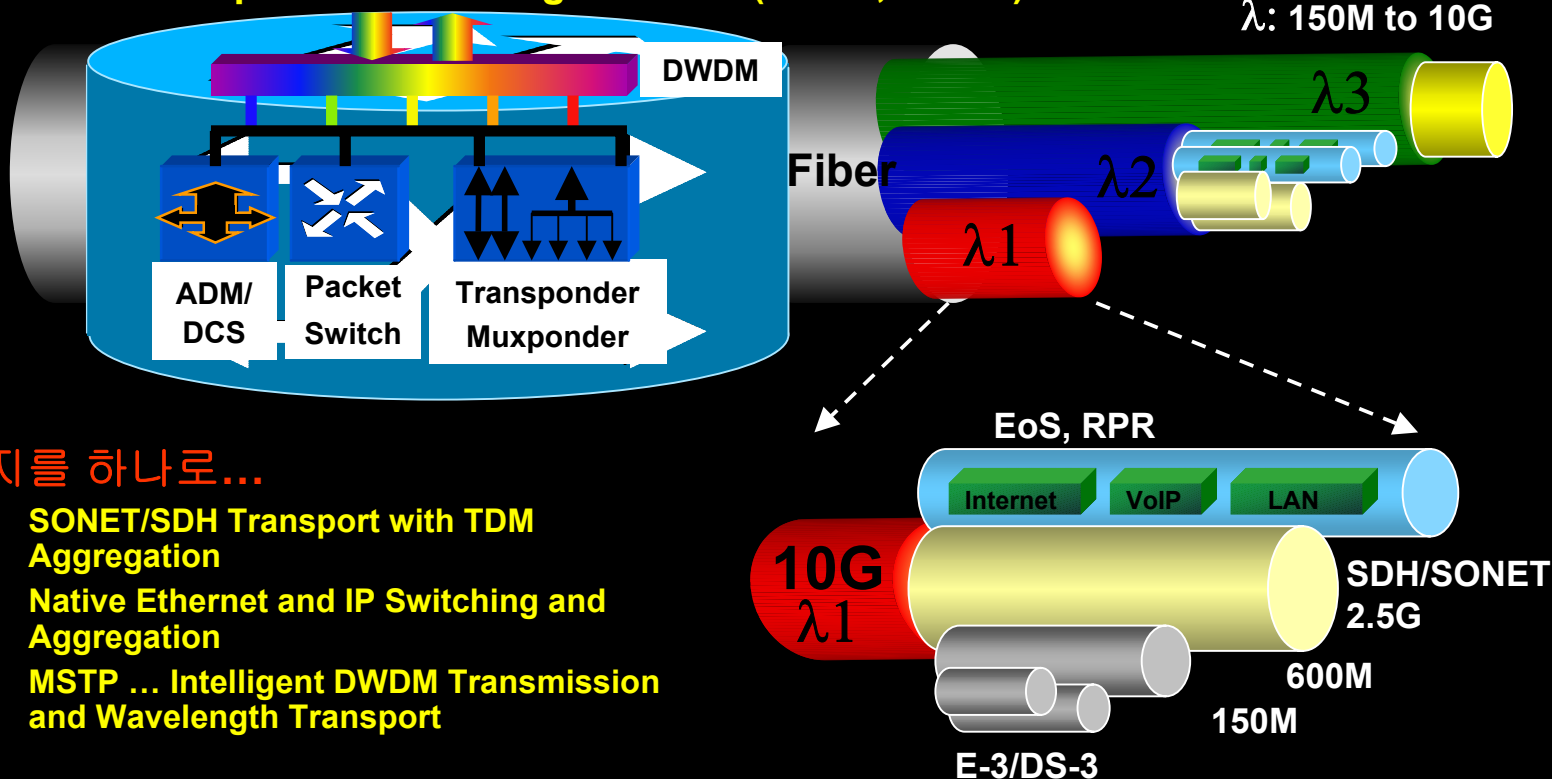 λ: 150M to 10G
DWDM
Fiber
λ3
λ2
λ1
ADM/
DCS
Packet
Switch
Transponder
Muxponder
를 하나로...
SONET/SDH Transport with TDM
Aggregation
Native Ethernet and IP Switching and
Aggregation
MSTP … Intelligent DWDM Transmission
and Wavelength Transport
EoS, RPR
Internet
VoIP
LAN
10G
λ1
SDH/SONET
2.5G
600M
150M
E-3/DS-3